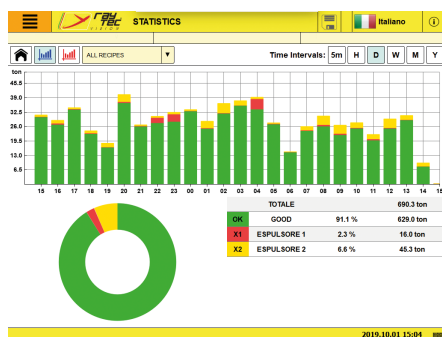 STATISTICS
Italiano
VISION
ALL RECIPES
Time Intervals: 5m H D W M Y
ton
45.6
39.0
32.5
26.0
19.5
13.0
6.5
15 16 17 18 19 20 21 22 23 00 01 02 03 04 05 06 07 08 09 10 11 12 13 14 15
TOTALE 690.3 ton
OK GOOD 91.1 % 629.0 ton
X1 ESPULSORE 1 2.3 % 16.0 ton
X2 ESPULSORE 2 6.6 % 45.3 ton
2019.10.01 15:04